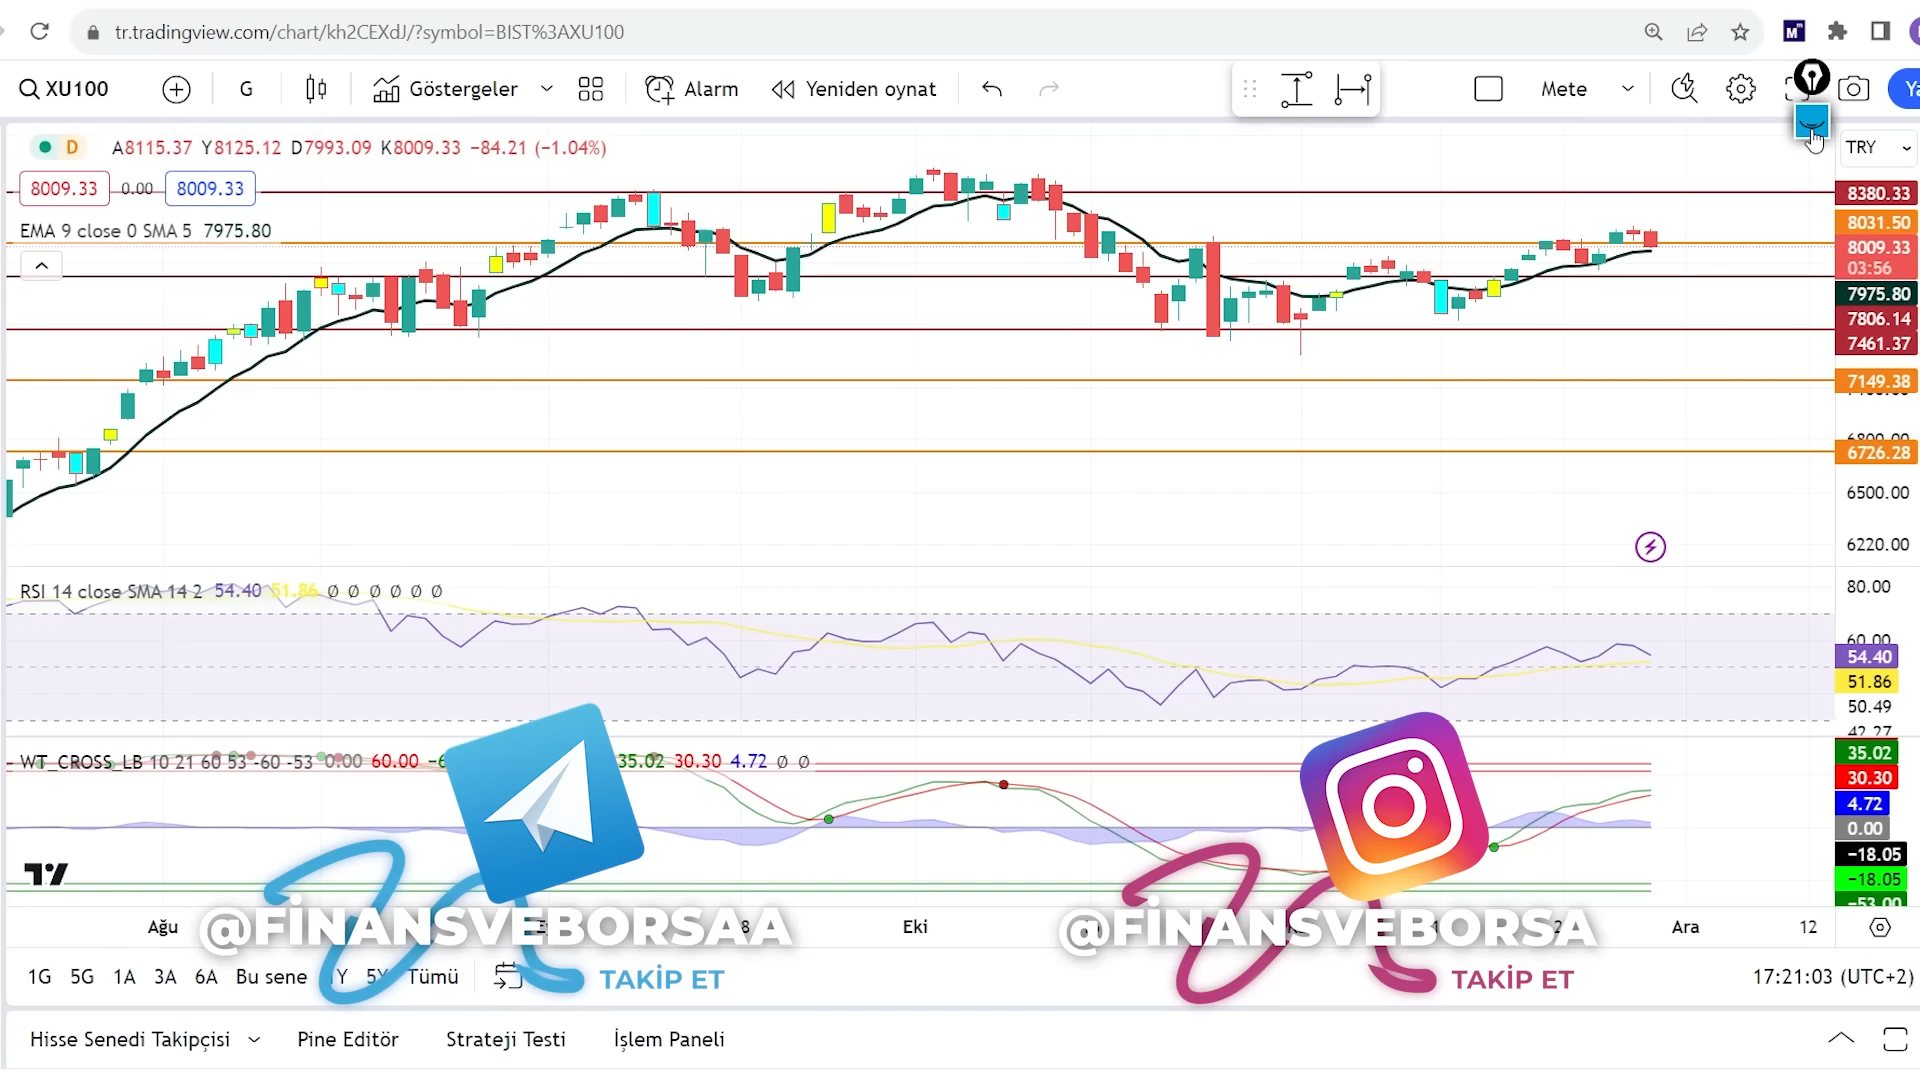 tr.tradingview.com/chart/kh2CEXdJ/?symbol=BIST%3AXU100
XU100 G Göstergeler Alarm Yeniden oynat Mete
D A8115.37 Y8125.12 D7993.09 K8009.33 −84.21 (−1.04%) TRY
8009.33 0.00 8009.33
EMA 9 close 0 SMA 5 7975.80
8380.33
8031.50
8009.33
03:56
7975.80
7806.14
7461.37
7149.38
6726.28
6500.00
6220.00
RSI 14 close SMA 14 2 54.40 51.86 Ø Ø Ø Ø Ø Ø
80.00
60.00
54.40
51.86
50.49
42.27
WT_CROSS_LB 10 21 60 53 -60 -53 0.00 60.00 35.02 30.30 4.72 Ø Ø
35.02
30.30
4.72
0.00
−18.05
−18.05
−53.00
Ağu Eki Ara 12
@FİNANSVEBORSAA
TAKİP ET
@FİNANSVEBORSA
TAKİP ET
1G 5G 1A 3A 6A Bu sene 5Y Tümü 17:21:03 (UTC+2)
Hisse Senedi Takipçisi Pine Editör Strateji Testi İşlem Paneli